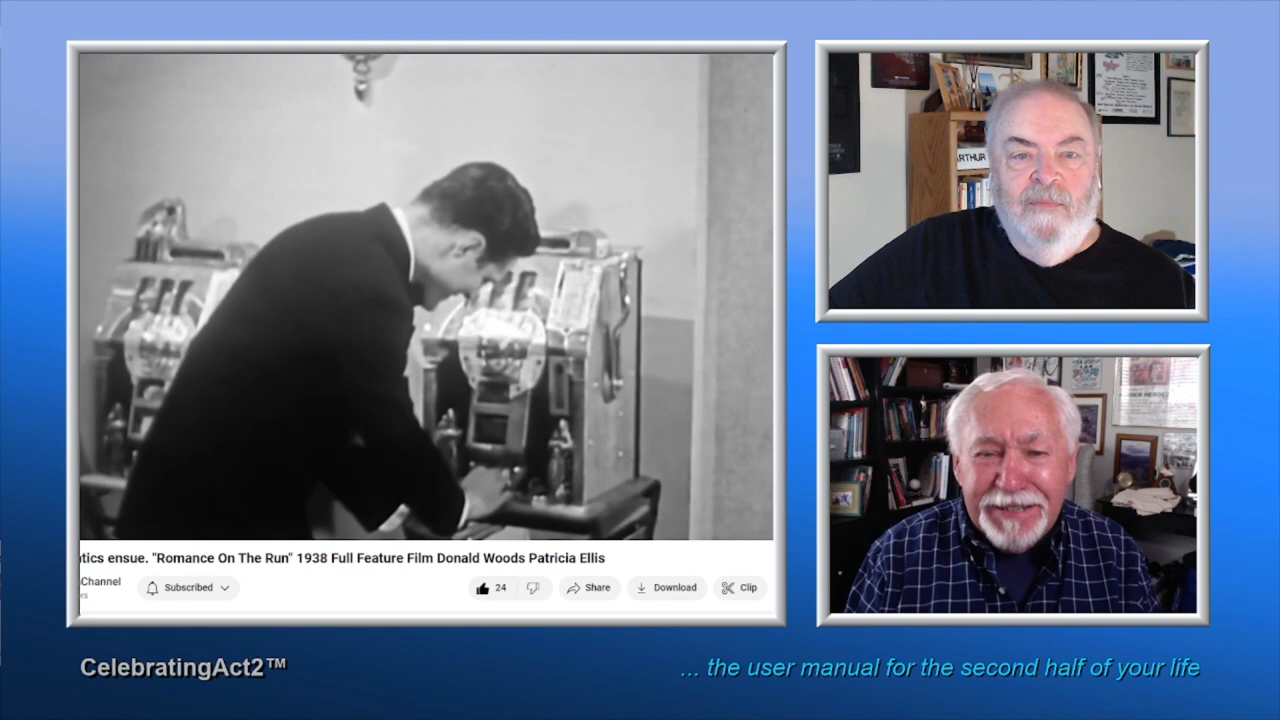 ARTHUR
tics ensue. "Romance On The Run" 1938 Full Feature Film Donald Woods Patricia Ellis
Channel
Subscribed
24
Share
Download
Clip
CelebratingAct2™
... the user manual for the second half of your life